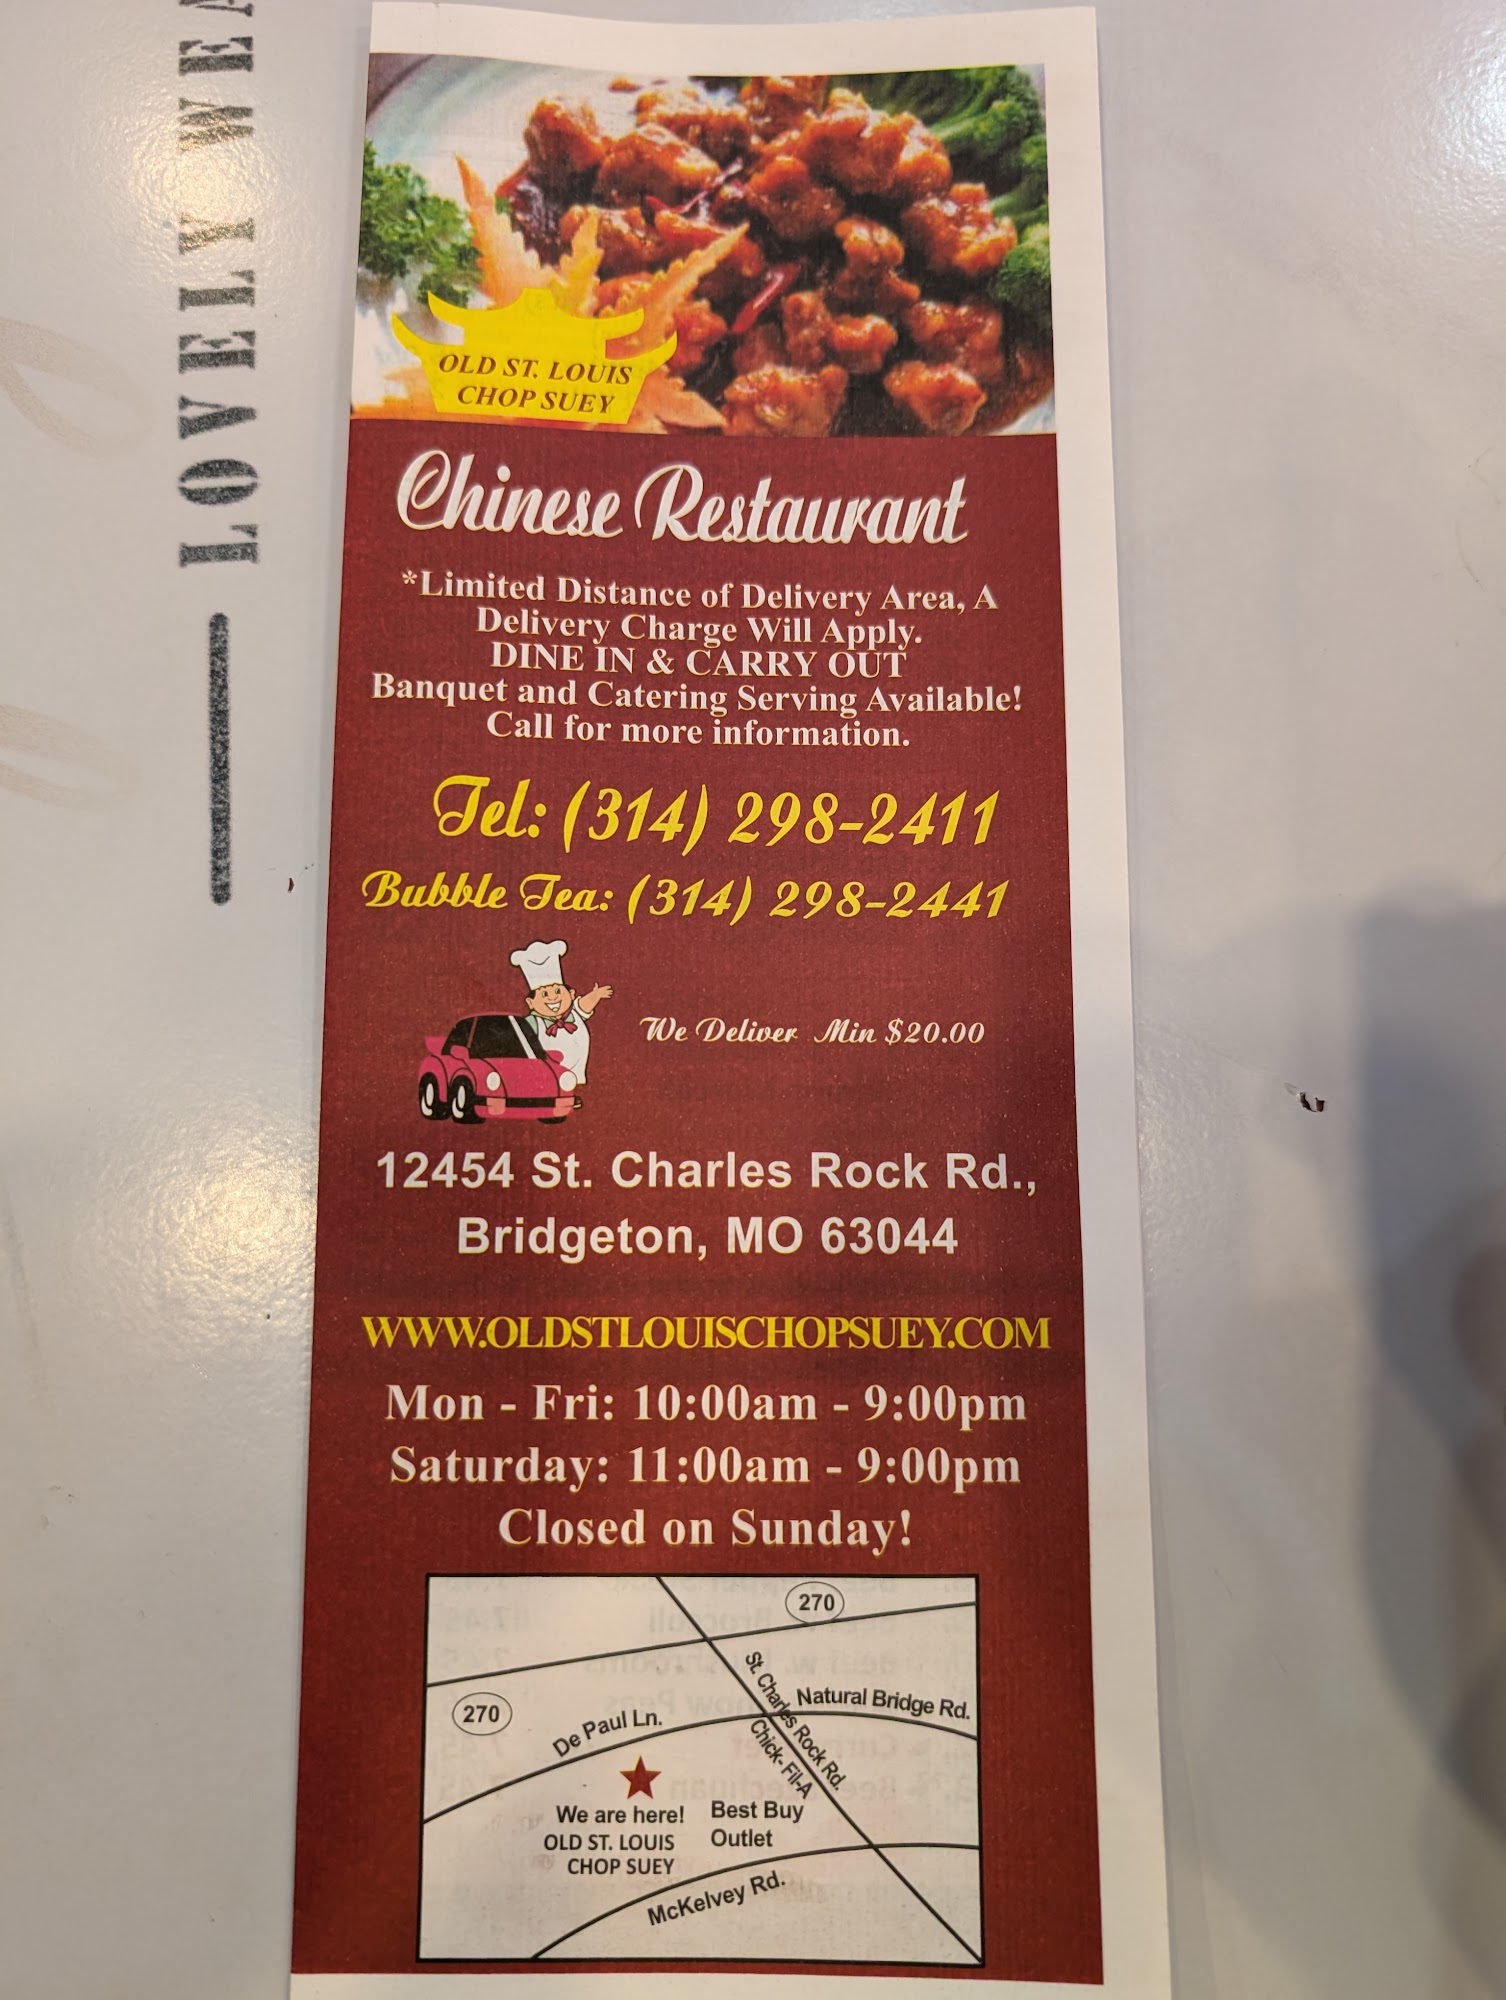 LOVELY WEA
OLD ST. LOUIS
CHOP SUEY
Chinese Restaurant
*Limited Distance of Delivery Area, A
Delivery Charge Will Apply.
DINE IN & CARRY OUT
Banquet and Catering Serving Available!
Call for more information.
Tel: (314) 298-2411
Bubble Tea: (314) 298-2441
We Deliver Min $20.00
12454 St. Charles Rock Rd.,
Bridgeton, MO 63044
WWW.OLDSTLOUISCHOPSUEY.COM
Mon - Fri: 10:00am - 9:00pm
Saturday: 11:00am - 9:00pm
Closed on Sunday!
270
270
St. Charles Rock Rd.
Natural Bridge Rd.
De Paul Ln.
Chick-Fil-A
We are here!
OLD ST. LOUIS
CHOP SUEY
Best Buy
Outlet
McKelvey Rd.